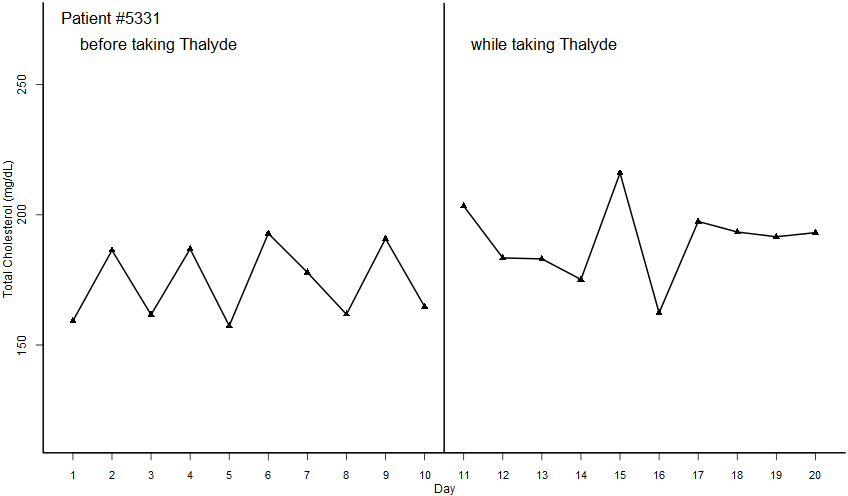 Patient #5331
before taking Thalyde
while taking Thalyde
Total Cholesterol (mg/dL)
250
200
150
1 2 3 4 5 6 7 8 9 10 11 12 13 14 15 16 17 18 19 20
Day